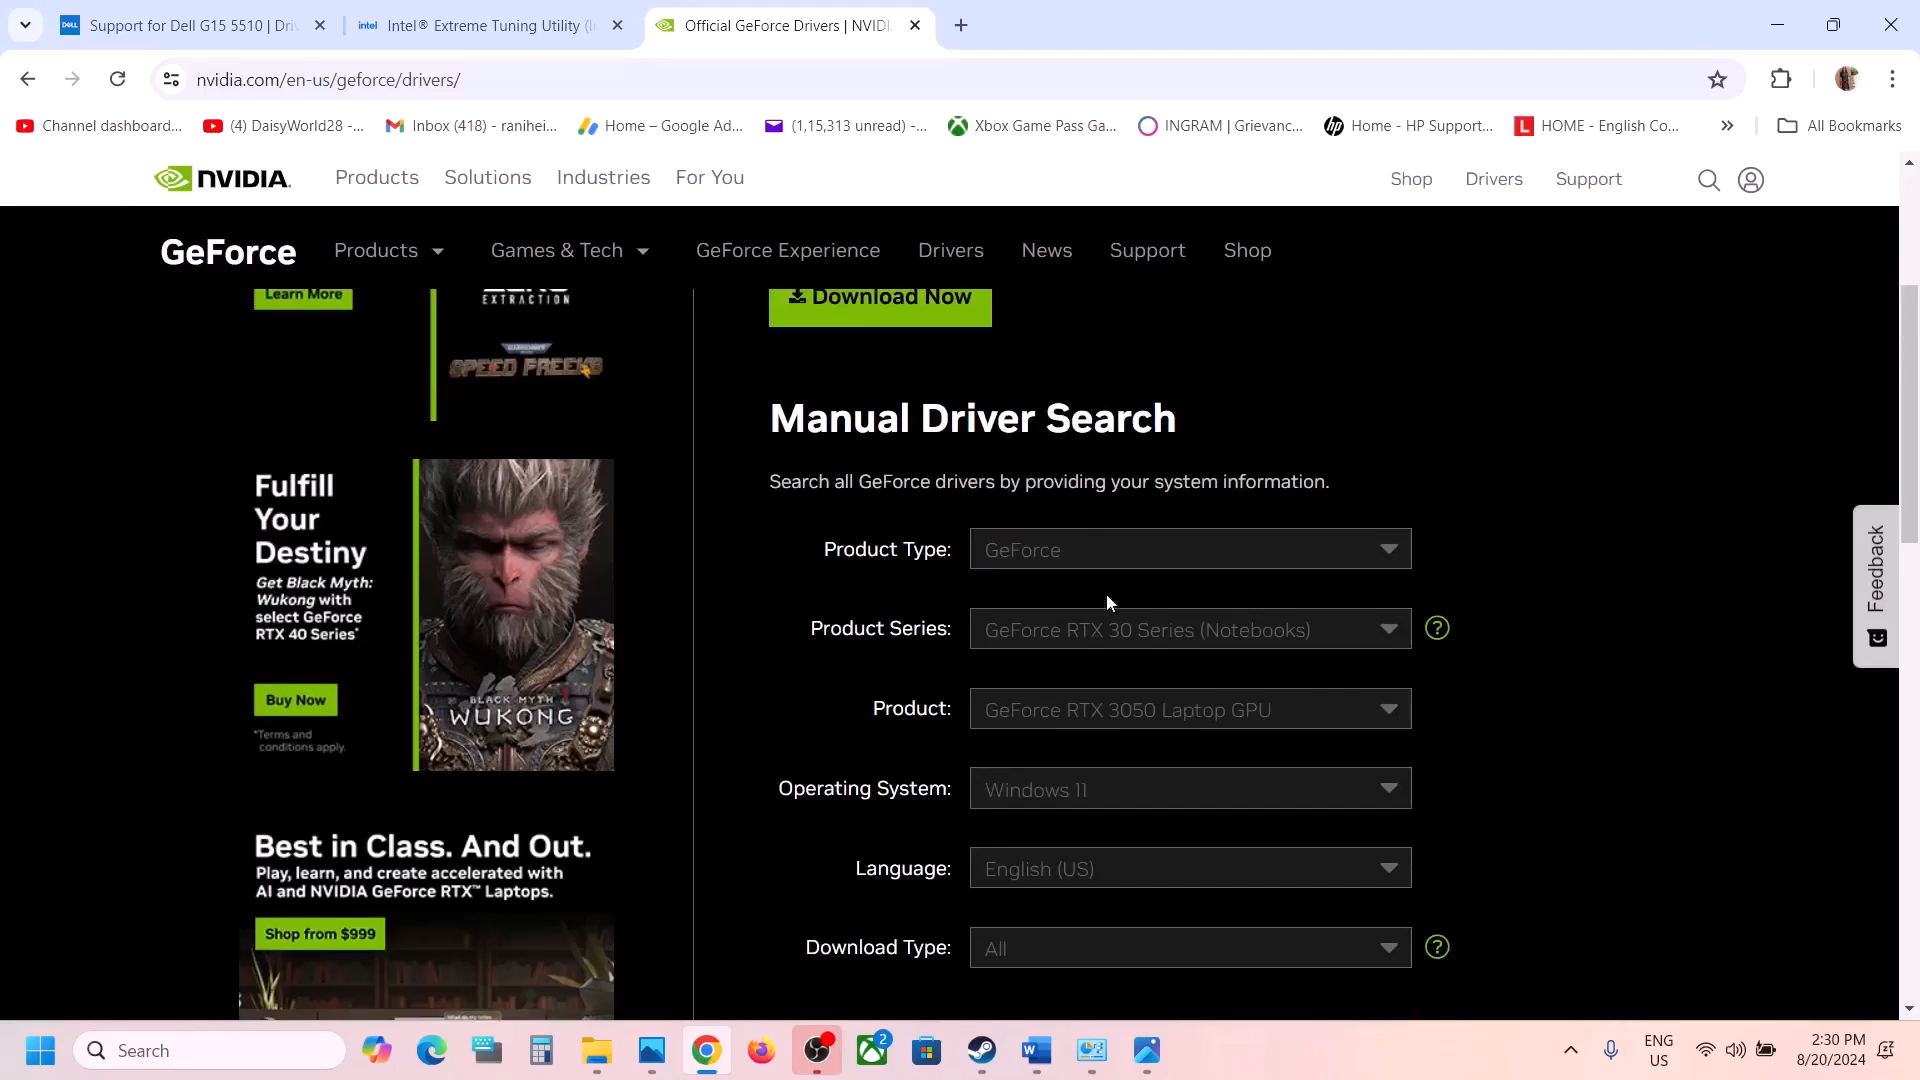 Support for Dell G15 5510 | Dri
Intel® Extreme Tuning Utility (I
Official GeForce Drivers | NVIDI
nvidia.com/en-us/geforce/drivers/
Channel dashboard...
(4) DaisyWorld28 -...
Inbox (418) - ranihei...
Home – Google Ad...
(1,15,313 unread) -...
Xbox Game Pass Ga...
INGRAM | Grievanc...
Home - HP Support...
HOME - English Co...
All Bookmarks
NVIDIA.
Products
Solutions
Industries
For You
Shop
Drivers
Support
GeForce
Products
Games & Tech
GeForce Experience
Drivers
News
Support
Shop
Learn More
EXTRACTION
SPEED FREEKS
Download Now
Manual Driver Search
Search all GeForce drivers by providing your system information.
Product Type: GeForce
Product Series: GeForce RTX 30 Series (Notebooks) ?
Product: GeForce RTX 3050 Laptop GPU
Operating System: Windows 11
Language: English (US)
Download Type: All ?
Fulfill
Your
Destiny
Get Black Myth:
Wukong with
select GeForce
RTX 40 Series*
Buy Now
*Terms and
conditions apply.
BLACK MYTH
WUKONG
Best in Class. And Out.
Play, learn, and create accelerated with
AI and NVIDIA GeForce RTX™ Laptops.
Shop from $999
Feedback
Search
2
ENG
US
2:30 PM
8/20/2024